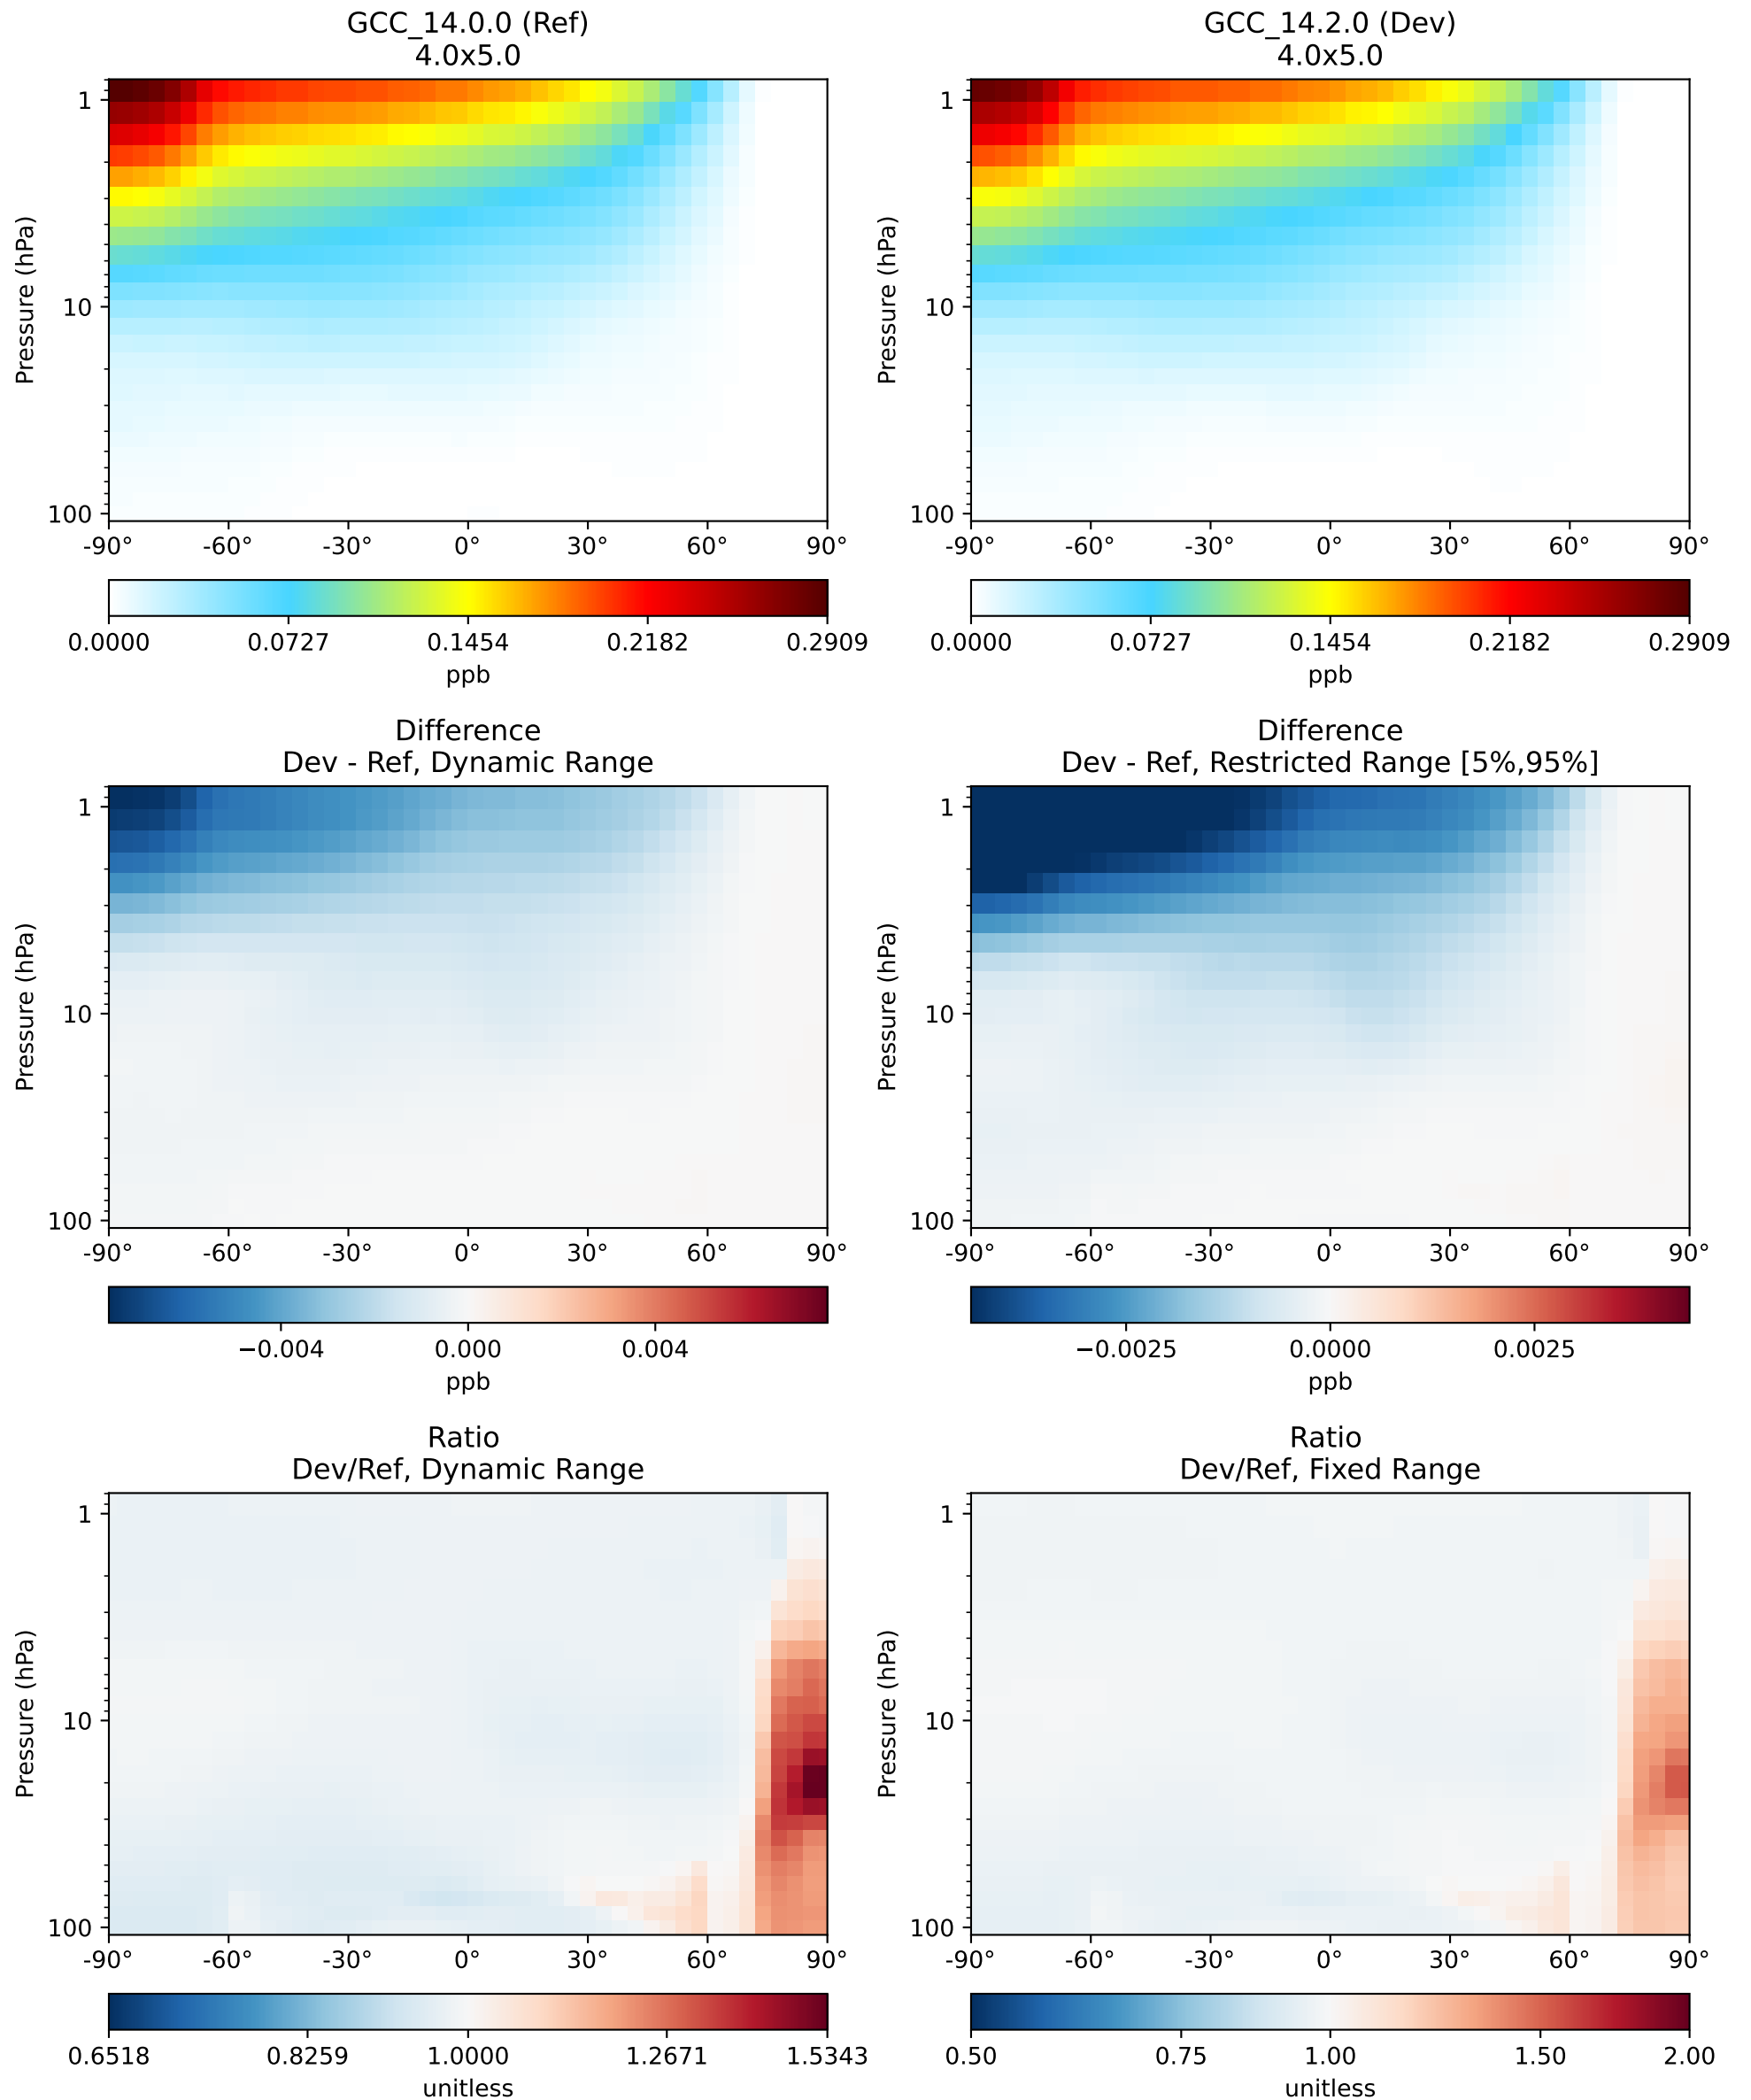 GCC_14.0.0 (Ref)
4.0x5.0
Pressure (hPa)
1
10
100
-90° -60° -30° 0° 30° 60° 90°
0.0000 0.0727 0.1454 0.2182 0.2909
ppb
GCC_14.2.0 (Dev)
4.0x5.0
Pressure (hPa)
1
10
100
-90° -60° -30° 0° 30° 60° 90°
0.0000 0.0727 0.1454 0.2182 0.2909
ppb
Difference
Dev - Ref, Dynamic Range
Pressure (hPa)
1
10
100
-90° -60° -30° 0° 30° 60° 90°
−0.004 0.000 0.004
ppb
Difference
Dev - Ref, Restricted Range [5%,95%]
Pressure (hPa)
1
10
100
-90° -60° -30° 0° 30° 60° 90°
−0.0025 0.0000 0.0025
ppb
Ratio
Dev/Ref, Dynamic Range
Pressure (hPa)
1
10
100
-90° -60° -30° 0° 30° 60° 90°
0.6518 0.8259 1.0000 1.2671 1.5343
unitless
Ratio
Dev/Ref, Fixed Range
Pressure (hPa)
1
10
100
-90° -60° -30° 0° 30° 60° 90°
0.50 0.75 1.00 1.50 2.00
unitless